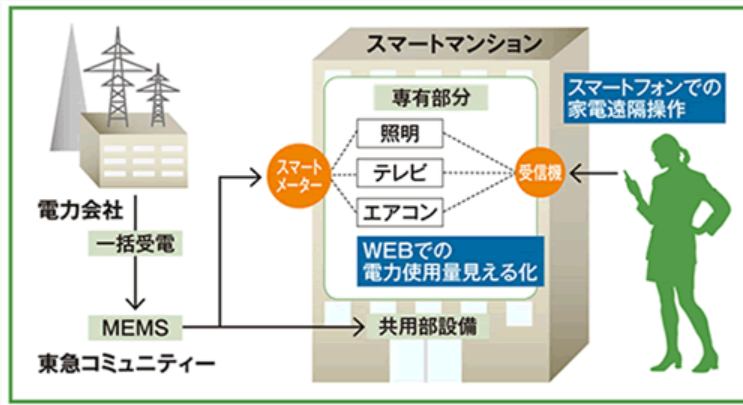 スマートマンション
専有部分
照明
テレビ
エアコン
スマート
メーター
受信機
スマートフォンでの
家電遠隔操作
WEBでの
電力使用量見える化
電力会社
一括受電
MEMS
東急コミュニティー
共用部設備